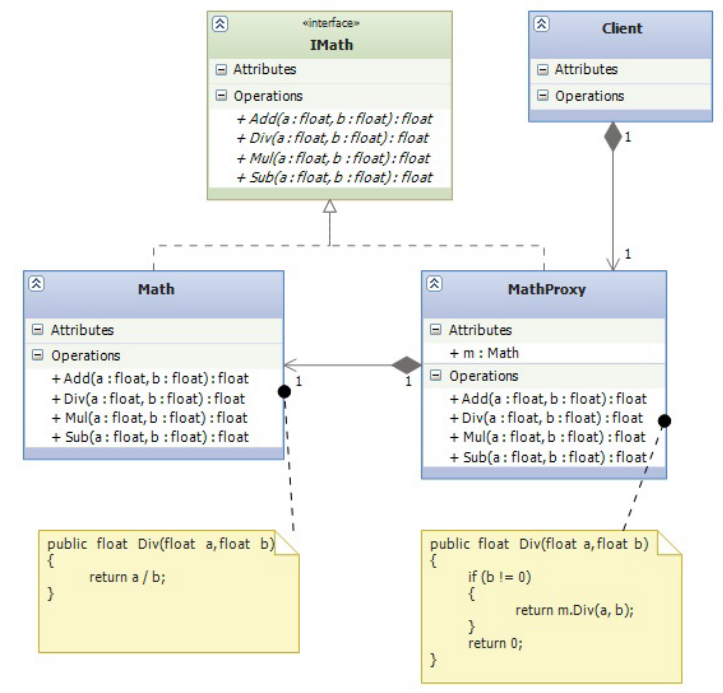 «interface»
IMath
Attributes
Operations
+ Add(a : float, b : float) : float
+ Div(a : float, b : float) : float
+ Mul(a : float, b : float) : float
+ Sub(a : float, b : float) : float
Client
Attributes
Operations
1
1
Math
Attributes
Operations
+ Add(a : float, b : float) : float
+ Div(a : float, b : float) : float
+ Mul(a : float, b : float) : float
+ Sub(a : float, b : float) : float
1
1
MathProxy
Attributes
+ m : Math
Operations
+ Add(a : float, b : float) : float
+ Div(a : float, b : float) : float
+ Mul(a : float, b : float) : float
+ Sub(a : float, b : float) : float
public float Div(float a, float b)
{
return a / b;
}
public float Div(float a, float b)
{
if (b != 0)
{
return m.Div(a, b);
}
return 0;
}